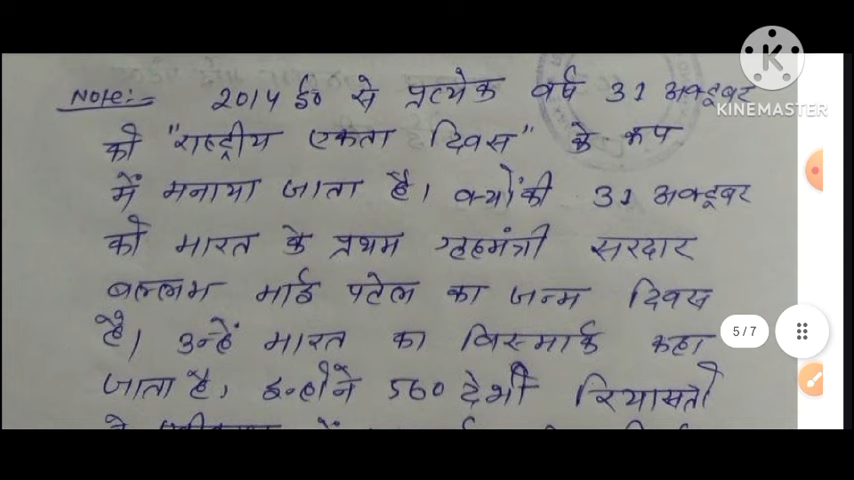 KINEMASTER
Note:- 2014 ई० से प्रत्येक वर्ष 31 अक्टूबर
को "राष्ट्रीय एकता दिवस" के रूप
में मनाया जाता है। क्योंकी 31 अक्टूबर
को भारत के प्रथम गृहमंत्री सरदार
बल्लभ भाई पटेल का जन्म दिवस
है। उन्हें भारत का विस्मार्क कहा
5/7
जाता है, इन्होंने 560 देशी रियासतों